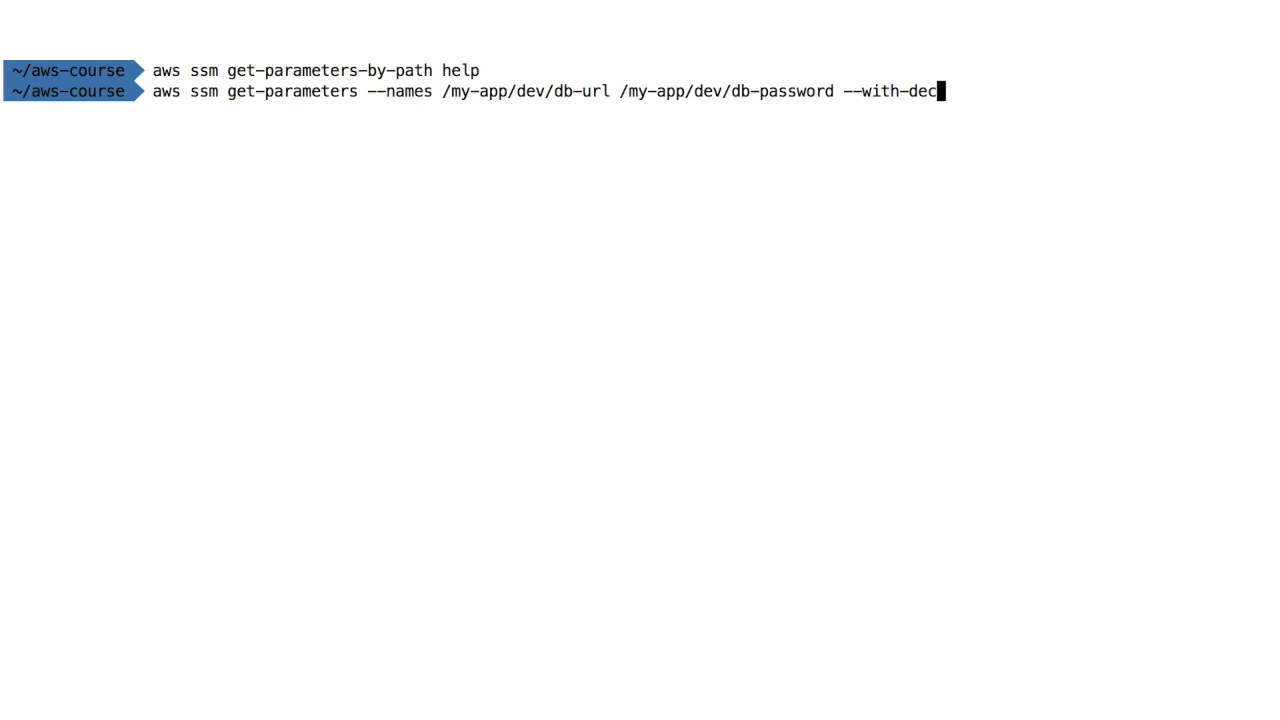 ~/aws-course aws ssm get-parameters-by-path help
~/aws-course aws ssm get-parameters --names /my-app/dev/db-url /my-app/dev/db-password --with-dec